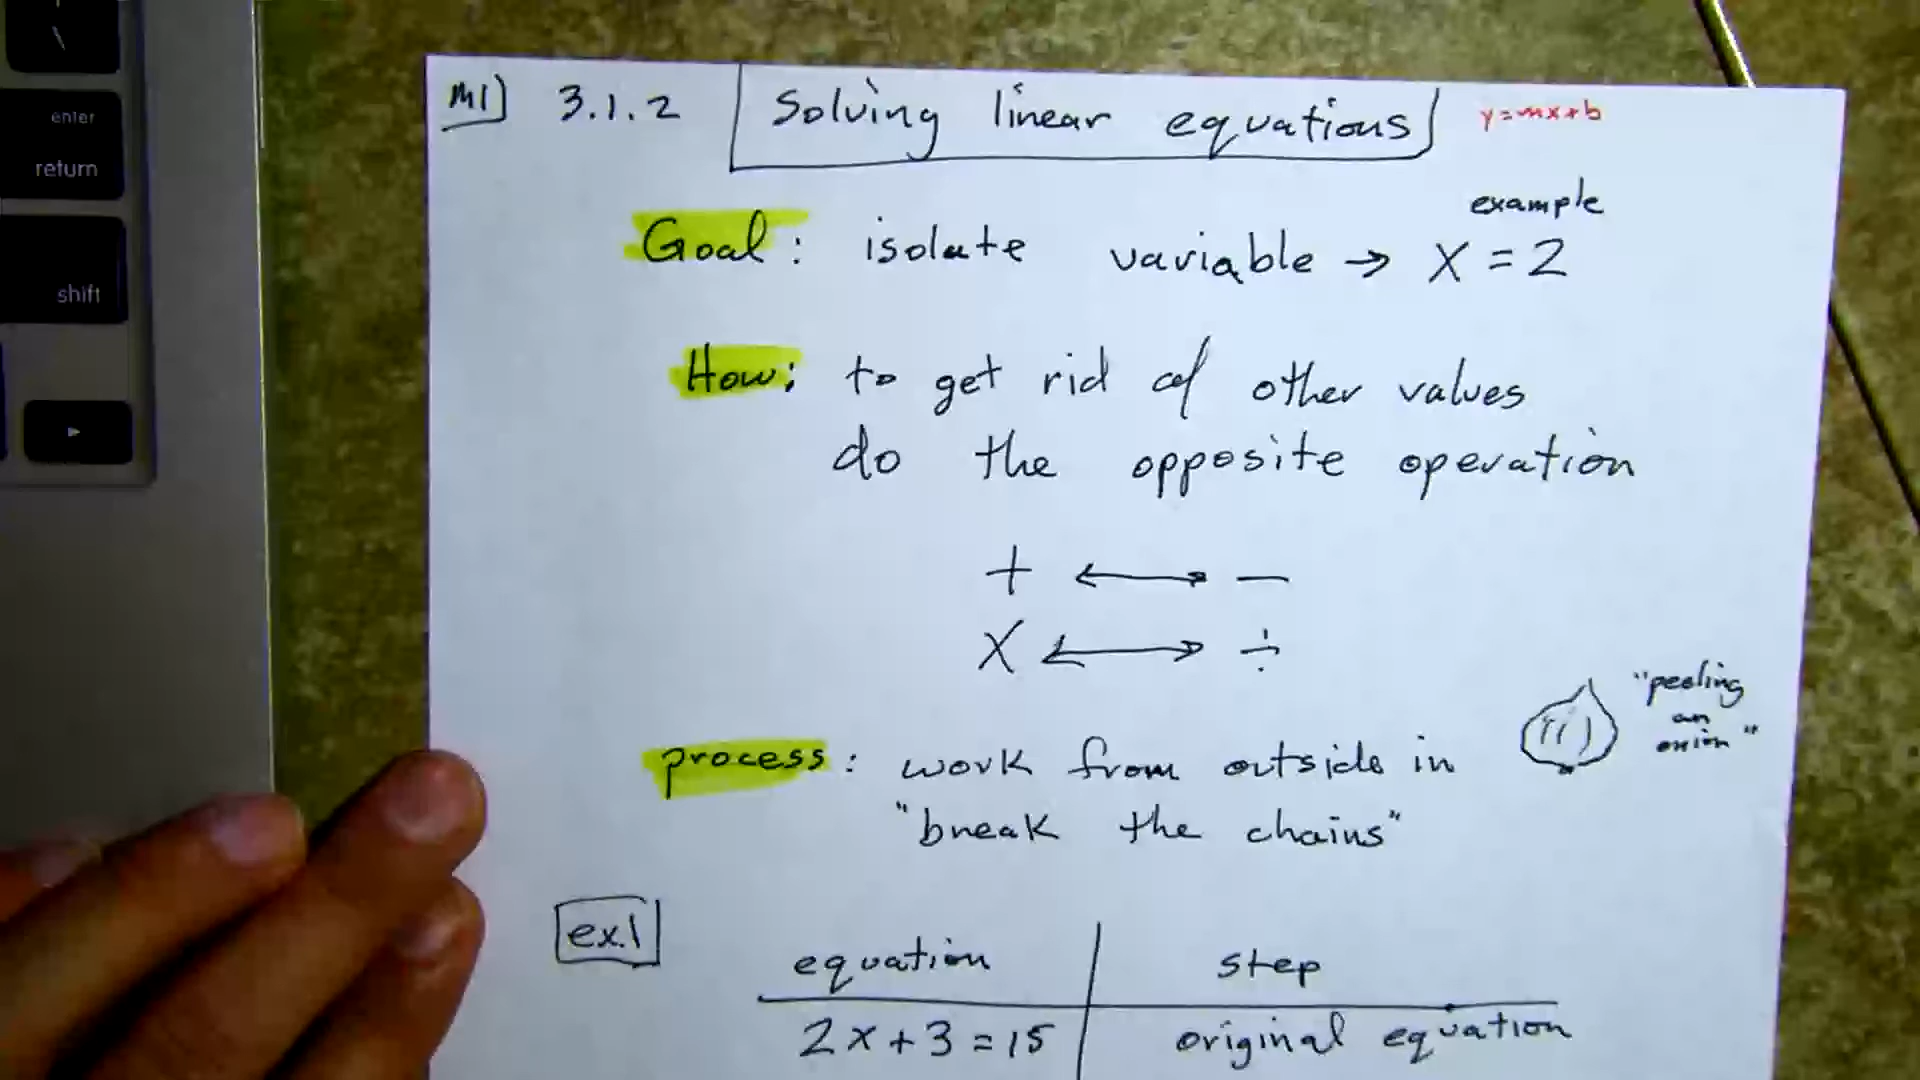 \
enter
return
shift
M1) 3.1.2 Solving linear equations y=mx+b
example
Goal: isolate variable → x = 2
How: to get rid of other values
do the opposite operation
+ ↔ −
X ↔ ÷
"peeling
an
onion"
process: work from outside in
"break the chains"
ex.1
equation step
2x+3=15 original equation